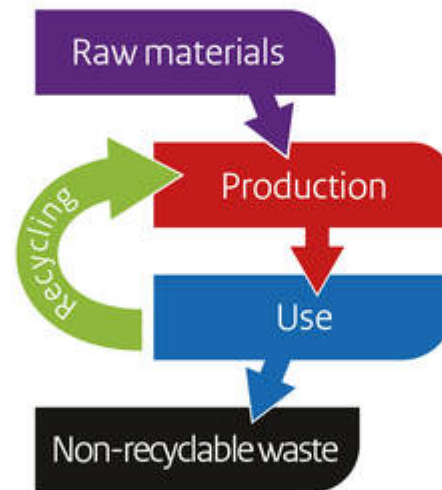 Raw materials
Production
Recycling
Use
Non-recyclable waste